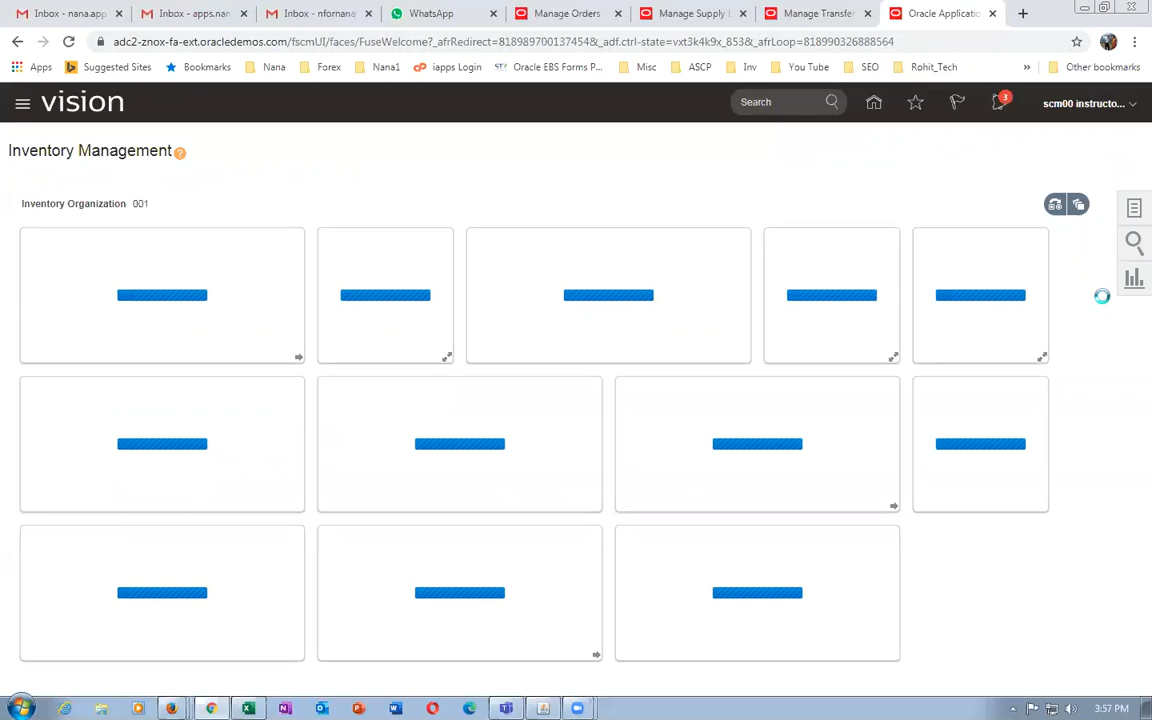 Inbox - nana.app
Inbox - apps.nan
Inbox - nfornana
WhatsApp
Manage Orders
Manage Supply L
Manage Transfer
Oracle Applicatio
adc2-znox-fa-ext.oracledemos.com/fscmUI/faces/FuseWelcome?_afrRedirect=818989700137454&_adf.ctrl-state=vxt3k4k9x_853&_afrLoop=818990326888564
Apps
Suggested Sites
Bookmarks
Nana
Forex
Nana1
iapps Login
Oracle EBS Forms P...
Misc
ASCP
Inv
You Tube
SEO
Rohit_Tech
»
Other bookmarks
vision
Search
3
scm00 instructo...
Inventory Management ?
Inventory Organization 001
3:57 PM